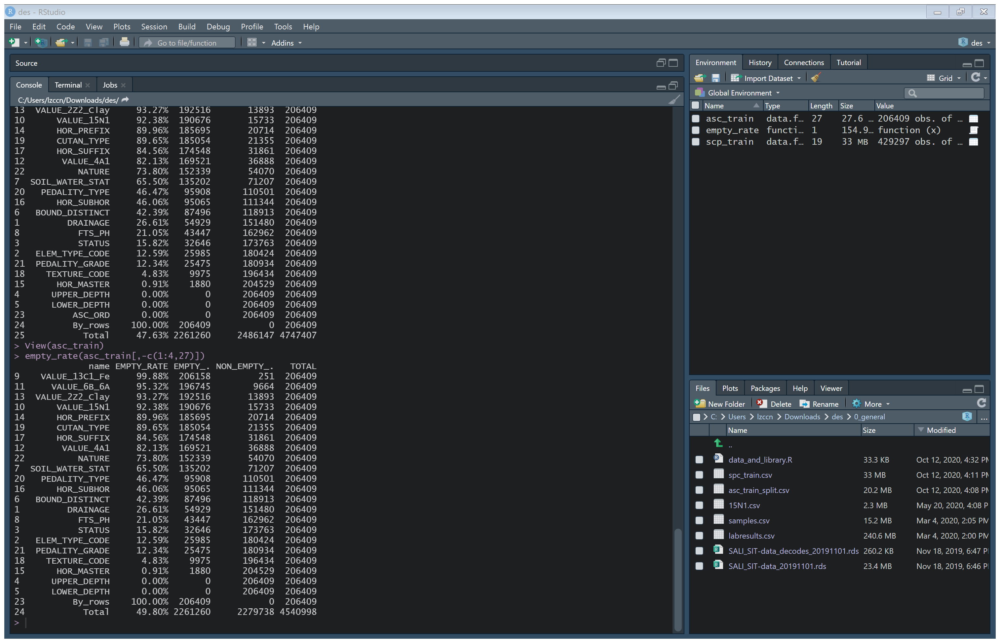 des - RStudio
File Edit Code View Plots Session Build Debug Profile Tools Help
Go to file/function Addins des
Source
Console Terminal Jobs
C:/Users/lzccn/Downloads/des/
13 VALUE_2Z2_Clay 93.27% 192516 13893 206409
10 VALUE_15N1 92.38% 190676 15733 206409
14 HOR_PREFIX 89.96% 185695 20714 206409
19 CUTAN_TYPE 89.65% 185054 21355 206409
17 HOR_SUFFIX 84.56% 174548 31861 206409
12 VALUE_4A1 82.13% 169521 36888 206409
22 NATURE 73.80% 152339 54070 206409
7 SOIL_WATER_STAT 65.50% 135202 71207 206409
20 PEDALITY_TYPE 46.47% 95908 110501 206409
16 HOR_SUBHOR 46.06% 95065 111344 206409
6 BOUND_DISTINCT 42.39% 87496 118913 206409
1 DRAINAGE 26.61% 54929 151480 206409
8 FTS_PH 21.05% 43447 162962 206409
3 STATUS 15.82% 32646 173763 206409
2 ELEM_TYPE_CODE 12.59% 25985 180424 206409
21 PEDALITY_GRADE 12.34% 25475 180934 206409
18 TEXTURE_CODE 4.83% 9975 196434 206409
15 HOR_MASTER 0.91% 1880 204529 206409
4 UPPER_DEPTH 0.00% 0 206409 206409
5 LOWER_DEPTH 0.00% 0 206409 206409
23 ASC_ORD 0.00% 0 206409 206409
24 By_rows 100.00% 206409 0 206409
25 Total 47.63% 2261260 2486147 4747407
> View(asc_train)
> empty_rate(asc_train[,-c(1:4,27)])
name EMPTY_RATE EMPTY_. NON_EMPTY_. TOTAL
9 VALUE_13C1_Fe 99.88% 206158 251 206409
11 VALUE_6B_6A 95.32% 196745 9664 206409
13 VALUE_2Z2_Clay 93.27% 192516 13893 206409
10 VALUE_15N1 92.38% 190676 15733 206409
14 HOR_PREFIX 89.96% 185695 20714 206409
19 CUTAN_TYPE 89.65% 185054 21355 206409
17 HOR_SUFFIX 84.56% 174548 31861 206409
12 VALUE_4A1 82.13% 169521 36888 206409
22 NATURE 73.80% 152339 54070 206409
7 SOIL_WATER_STAT 65.50% 135202 71207 206409
20 PEDALITY_TYPE 46.47% 95908 110501 206409
16 HOR_SUBHOR 46.06% 95065 111344 206409
6 BOUND_DISTINCT 42.39% 87496 118913 206409
1 DRAINAGE 26.61% 54929 151480 206409
8 FTS_PH 21.05% 43447 162962 206409
3 STATUS 15.82% 32646 173763 206409
2 ELEM_TYPE_CODE 12.59% 25985 180424 206409
21 PEDALITY_GRADE 12.34% 25475 180934 206409
18 TEXTURE_CODE 4.83% 9975 196434 206409
15 HOR_MASTER 0.91% 1880 204529 206409
4 UPPER_DEPTH 0.00% 0 206409 206409
5 LOWER_DEPTH 0.00% 0 206409 206409
23 By_rows 100.00% 206409 0 206409
24 Total 49.80% 2261260 2279738 4540998
>
Environment History Connections Tutorial
Import Dataset Grid
Global Environment
Name Type Length Size Value
asc_train data.f… 27 27.6 … 206409 obs. of …
empty_rate functi… 1 154.9… function (x)
scp_train data.f… 19 33 MB 429297 obs. of …
Files Plots Packages Help Viewer
New Folder Delete Rename More
C: Users lzccn Downloads des 0_general ...
Name Size Modified
..
data_and_library.R 33.3 KB Oct 12, 2020, 4:32 PM
spc_train.csv 33 MB Oct 12, 2020, 4:11 PM
asc_train_split.csv 20.2 MB Oct 12, 2020, 4:08 PM
15N1.csv 2.3 MB May 20, 2020, 4:08 P
samples.csv 15.2 MB Mar 4, 2020, 2:05 PM
labresults.csv 240.6 MB Mar 4, 2020, 2:00 PM
SALI_SIT-data_decodes_20191101.rds 260.2 KB Nov 18, 2019, 6:47 P
SALI_SIT-data_20191101.rds 23.4 MB Nov 18, 2019, 6:46 P